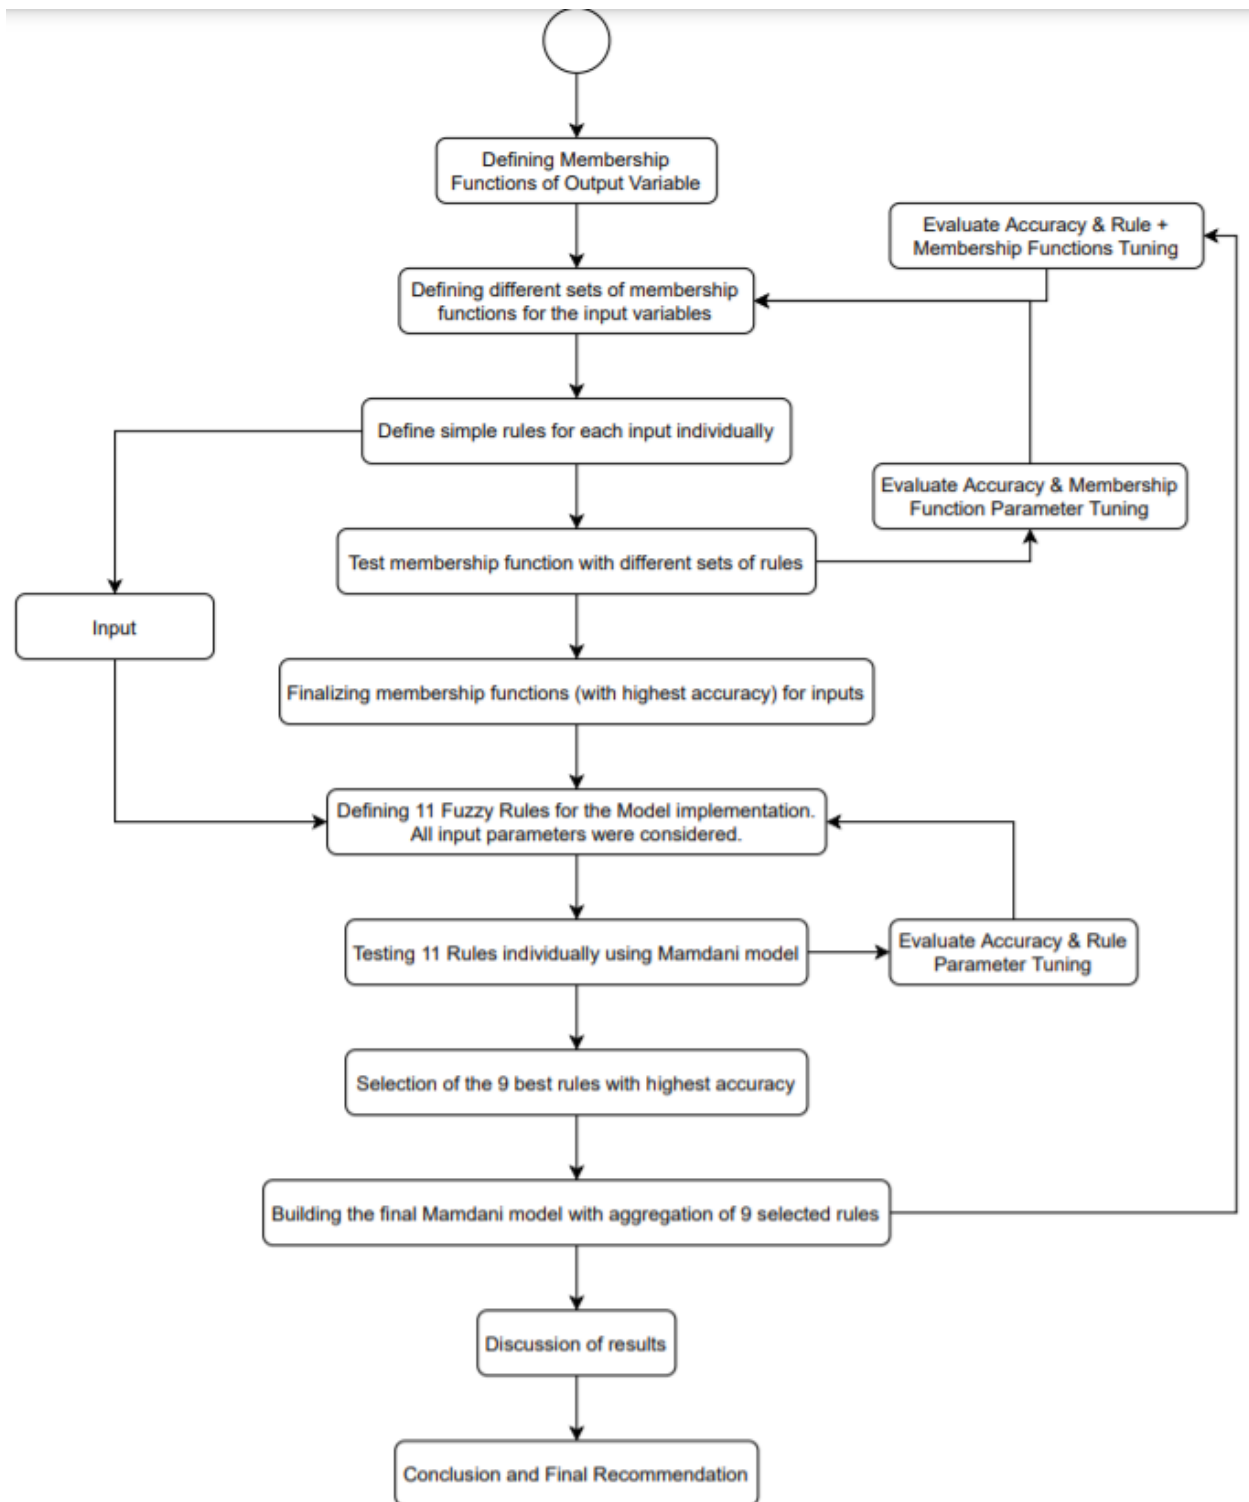 Defining Membership
Functions of Output Variable
Evaluate Accuracy & Rule +
Membership Functions Tuning
Defining different sets of membership
functions for the input variables
Define simple rules for each input individually
Evaluate Accuracy & Membership
Function Parameter Tuning
Test membership function with different sets of rules
Input
Finalizing membership functions (with highest accuracy) for inputs
Defining 11 Fuzzy Rules for the Model implementation.
All input parameters were considered.
Testing 11 Rules individually using Mamdani model
Evaluate Accuracy & Rule
Parameter Tuning
Selection of the 9 best rules with highest accuracy
Building the final Mamdani model with aggregation of 9 selected rules
Discussion of results
Conclusion and Final Recommendation